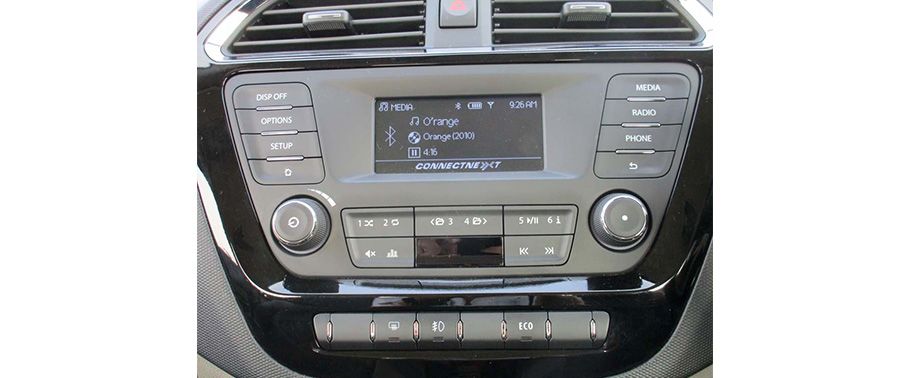 DISP OFF
OPTIONS
SETUP
MEDIA
9:26 AM
O'range
Orange (2010)
4:16
CONNECTNEXT
MEDIA
RADIO
PHONE
1 2
3 4
5 6 i
ECO